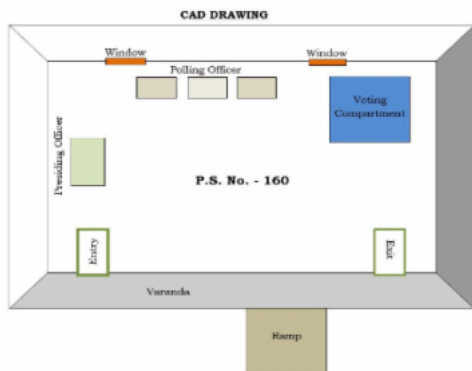 CAD DRAWING
Window
Window
Polling Officer
Voting
Compartment
Presiding Officer
P.S. No. - 160
Entry
Exit
Varanda
Ramp